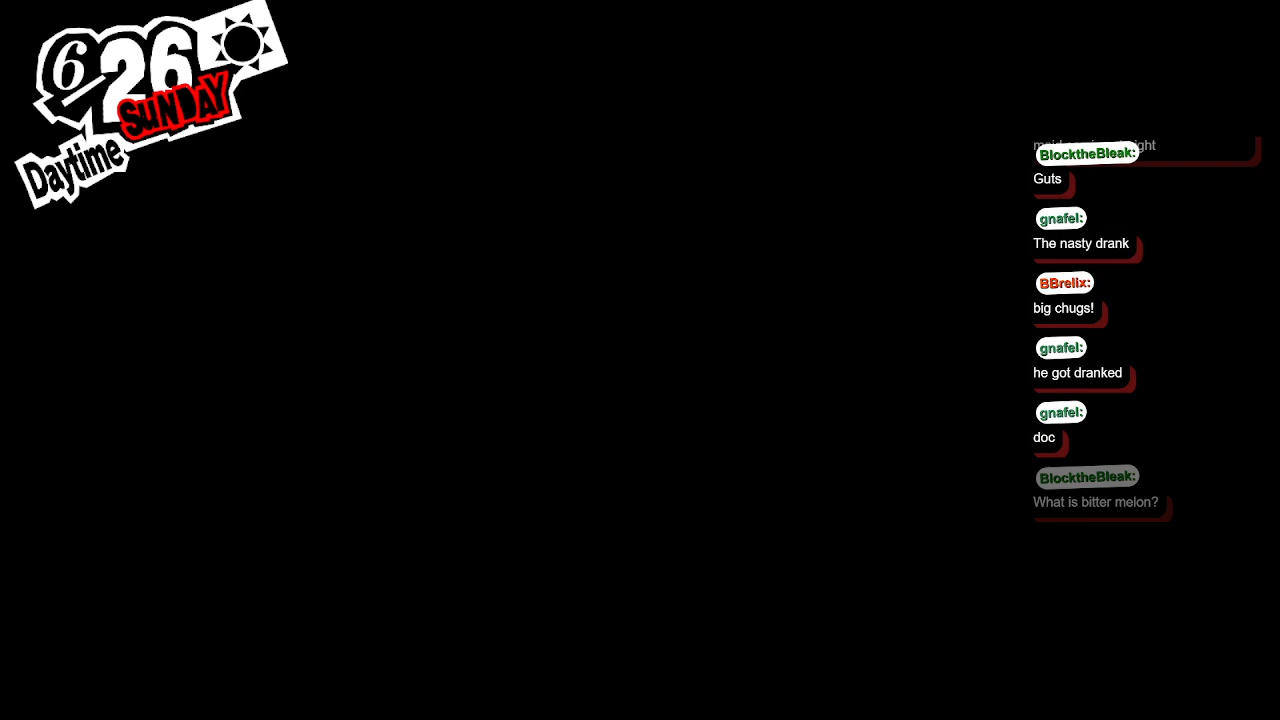 6/26
SUNDAY
Daytime
BlocktheBleak:
Guts
gnafel:
The nasty drank
BBrelix:
big chugs!
gnafel:
he got dranked
gnafel:
doc
BlocktheBleak:
What is bitter melon?